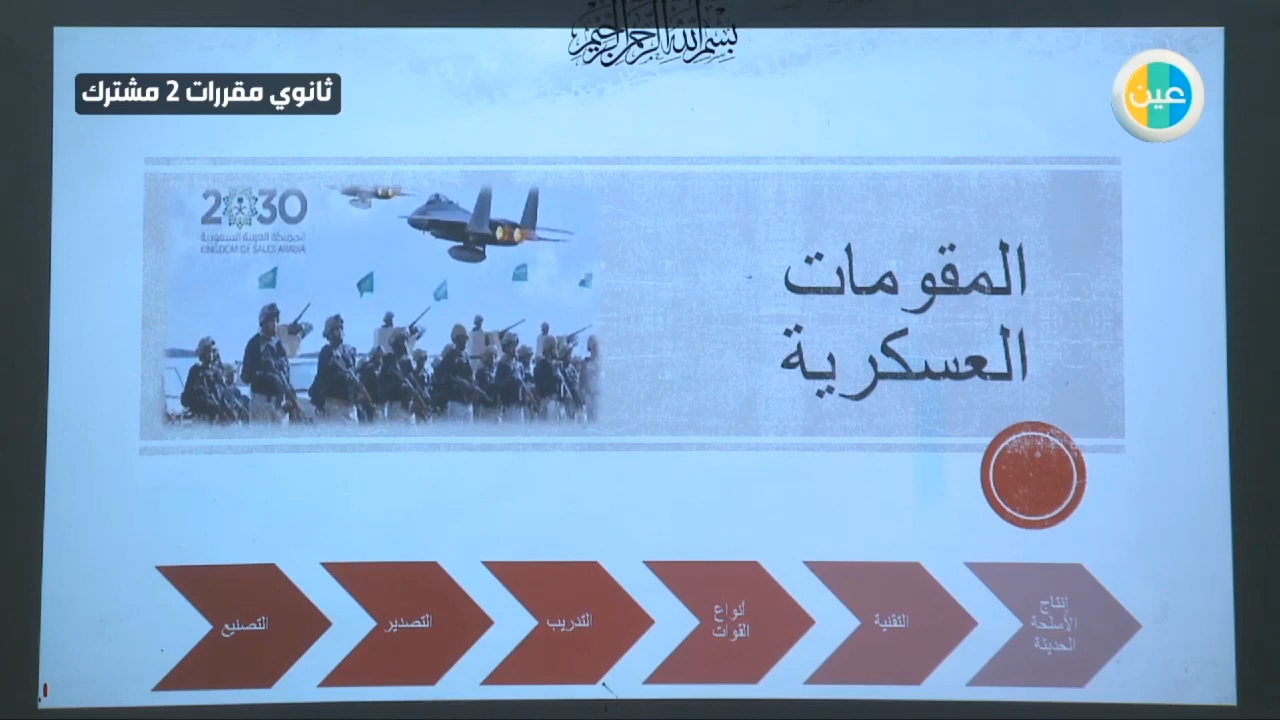 بسم الله الرحمن الرحيم
ثانوي مقررات 2 مشترك
عين
2030
المملكة العربية السعودية
KINGDOM OF SAUDI ARABIA
المقومات
العسكرية
إنتاج
الأسلحة
الحديثة
التقنية
أنواع
القوات
التدريب
التصدير
التصنيع